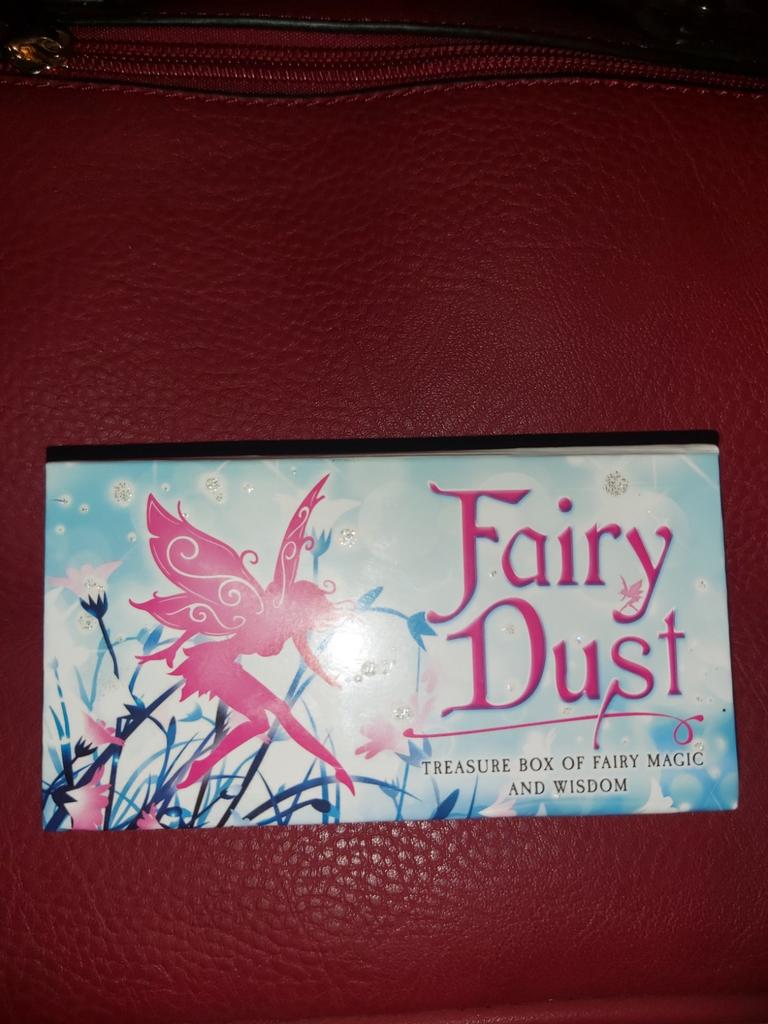 Fairy
Dust
TREASURE BOX OF FAIRY MAGIC
AND WISDOM